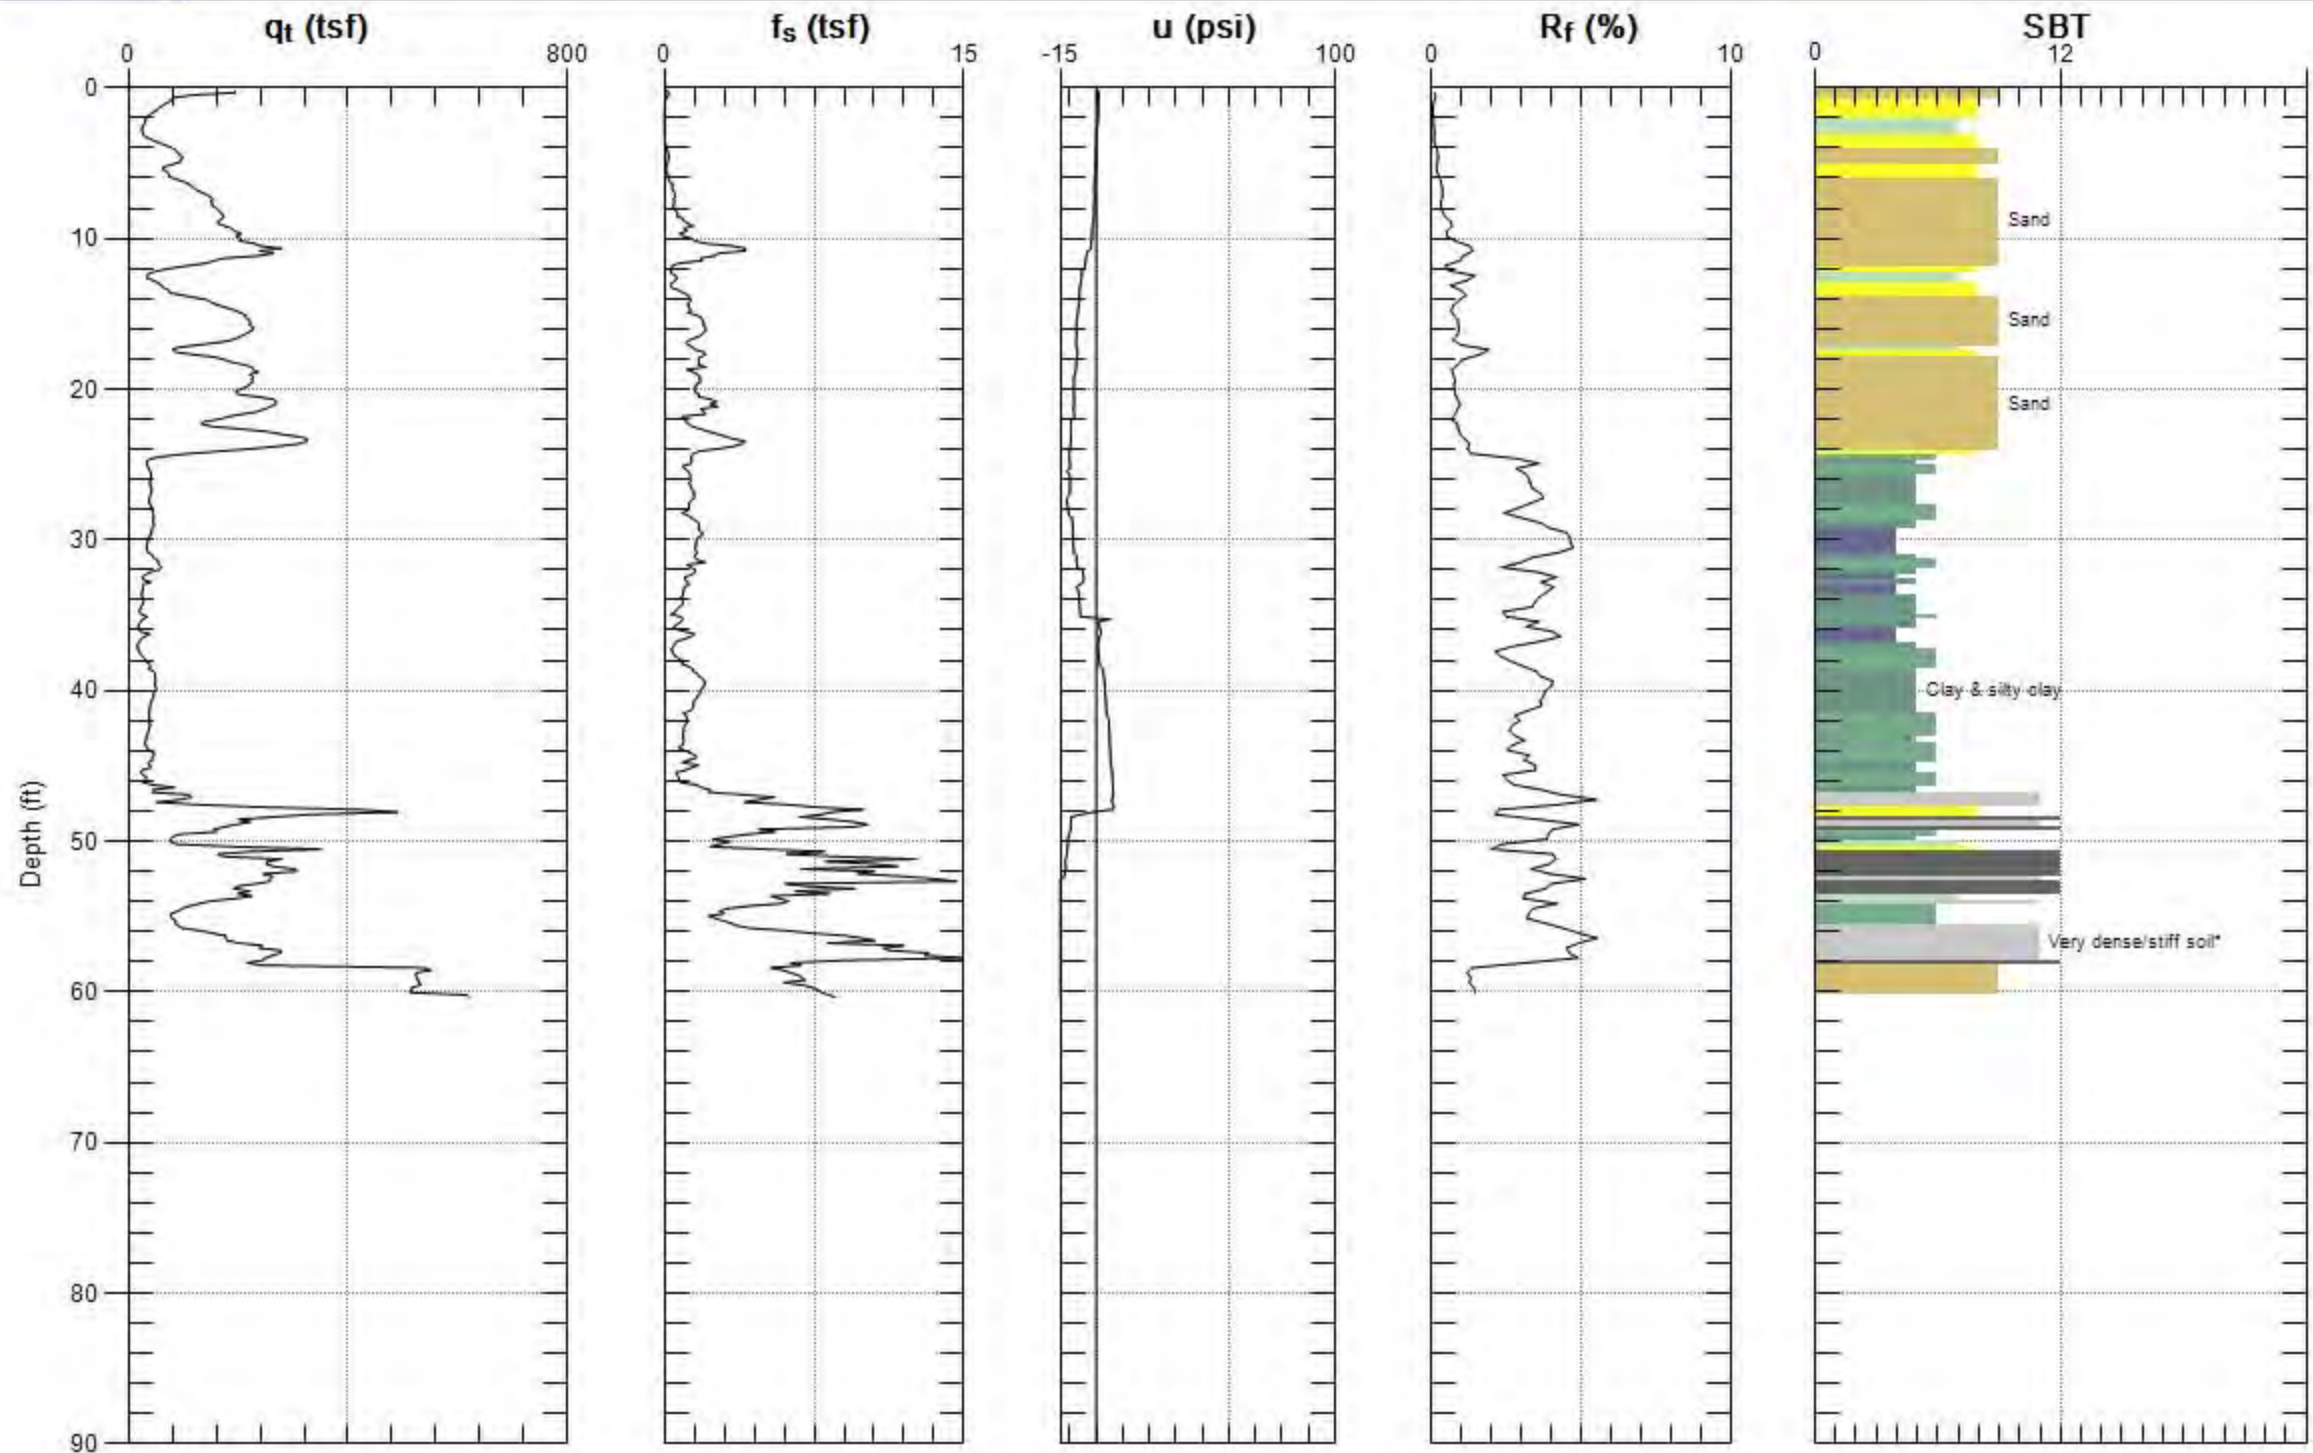 qt (tsf) fs (tsf) u (psi) Rf (%) SBT
0 800 0 15 -15 100 0 10 0 12
0
Sand
10
Sand
20
Sand
30
40
Clay & silty clay
Depth (ft)
50
Very dense/stiff soil*
60
70
80
90